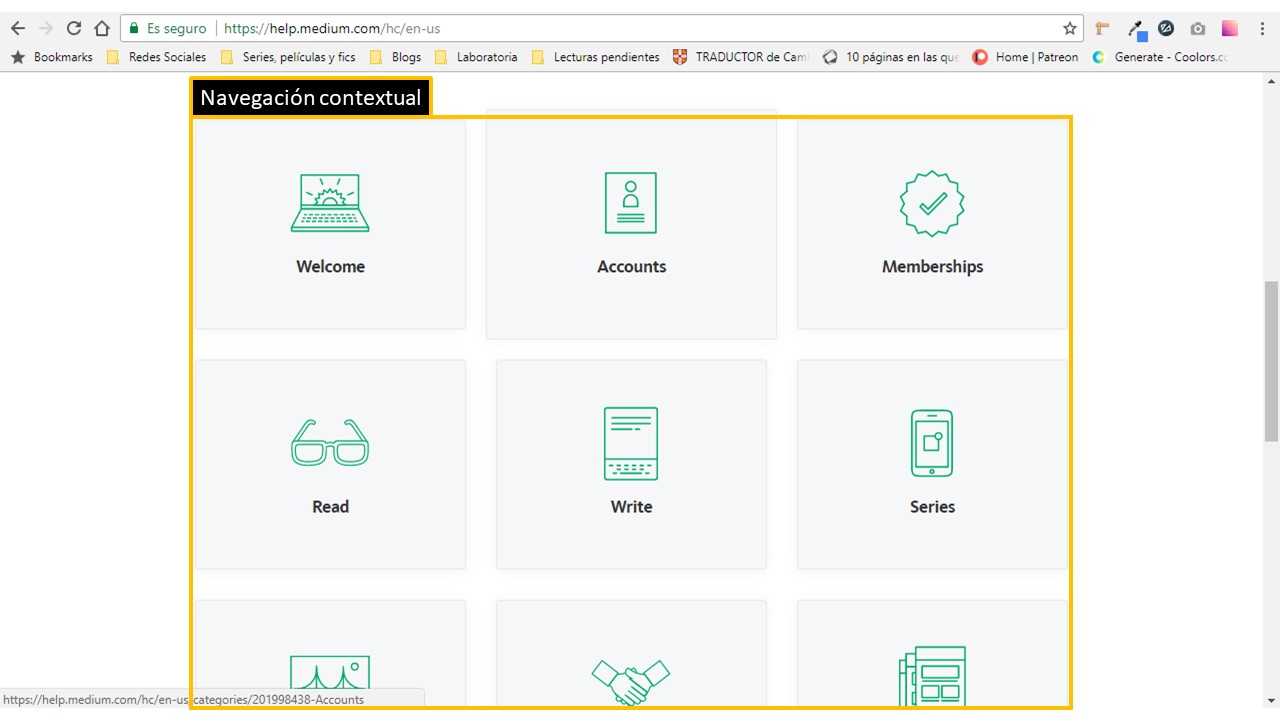 Es seguro https://help.medium.com/hc/en-us
Bookmarks Redes Sociales Series, películas y fics Blogs Laboratoria Lecturas pendientes TRADUCTOR de Cam 10 páginas en las que Home | Patreon Generate - Coolors.co
Navegación contextual
Welcome Accounts Memberships
Read Write Series
https://help.medium.com/hc/en-us/categories/201998438-Accounts